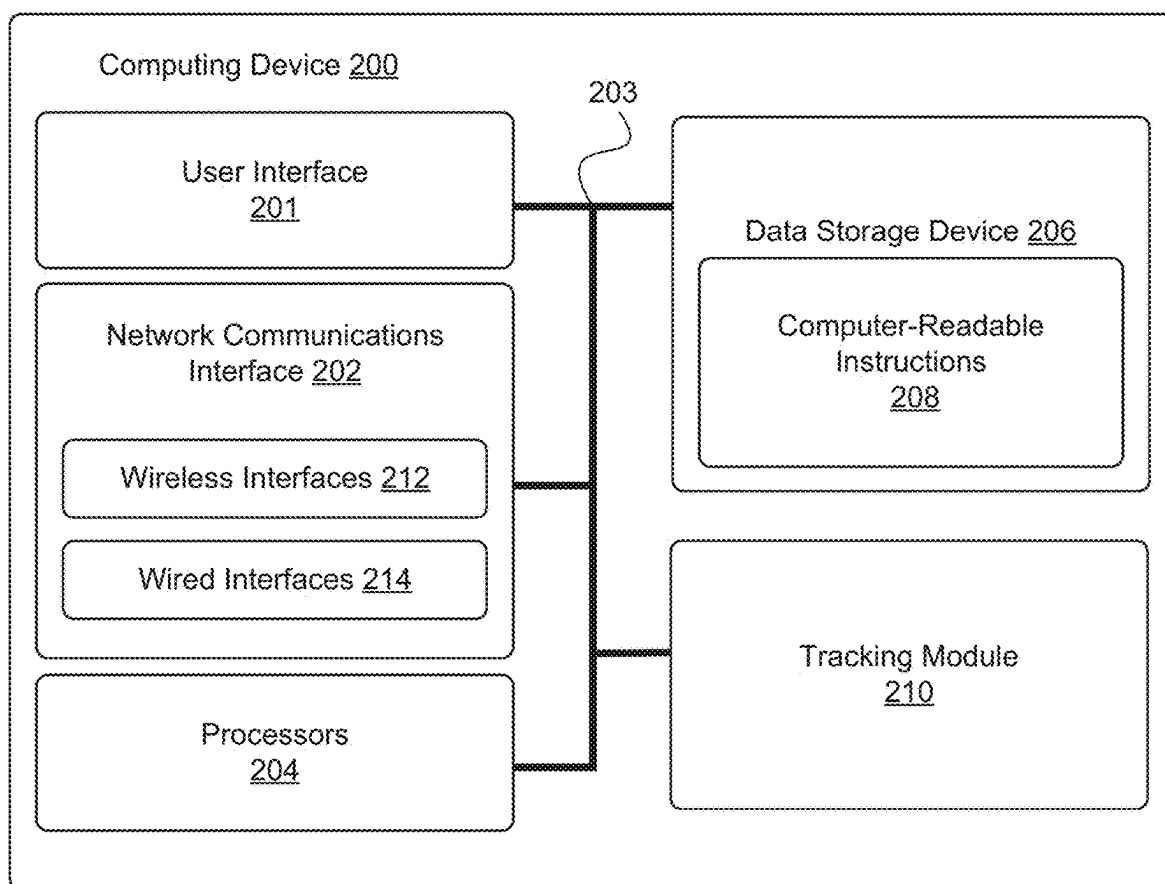 Computing Device 200
203
User Interface
201
Network Communications
Interface 202
Wireless Interfaces 212
Wired Interfaces 214
Processors
204
Data Storage Device 206
Computer-Readable
Instructions
208
Tracking Module
210